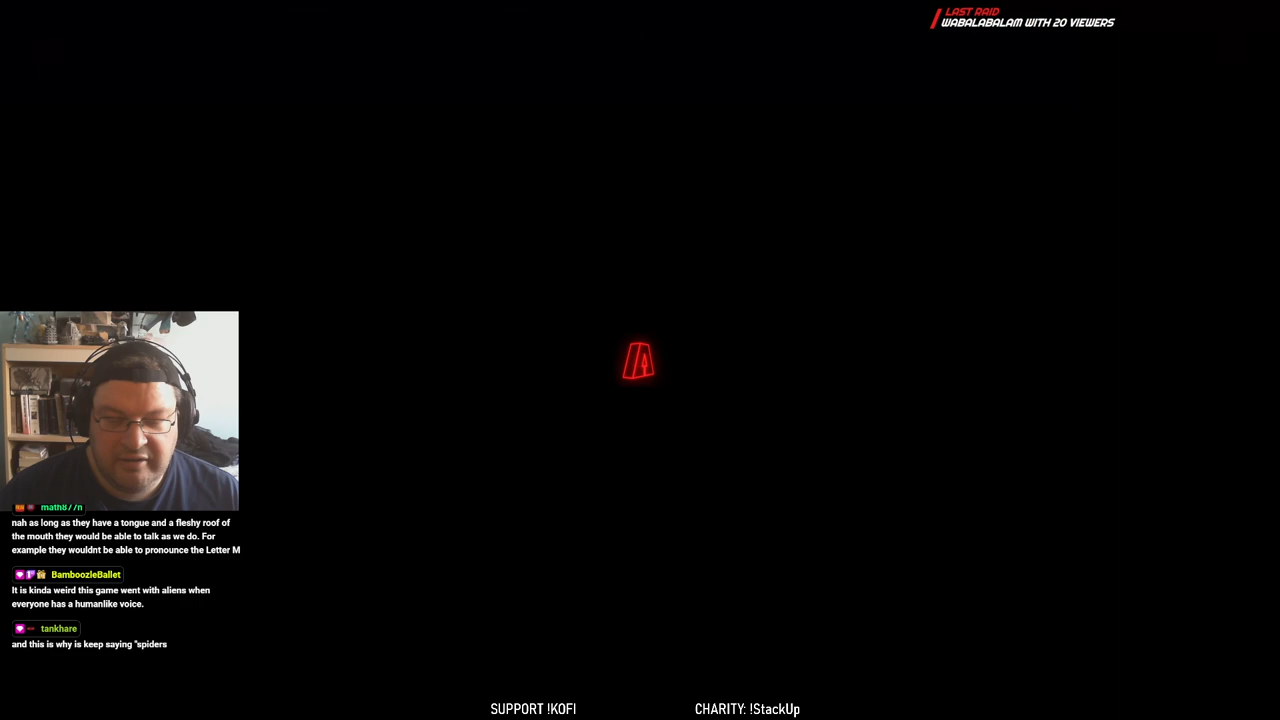 LAST RAID
WABALABALAM WITH 20 VIEWERS
math877n
nah as long as they have a tongue and a fleshy roof of
the mouth they would be able to talk as we do. For
example they wouldnt be able to pronounce the Letter M
BamboozleBallet
It is kinda weird this game went with aliens when
everyone has a humanlike voice.
tankhare
and this is why is keep saying "spiders
SUPPORT !KOFI
CHARITY: !StackUp